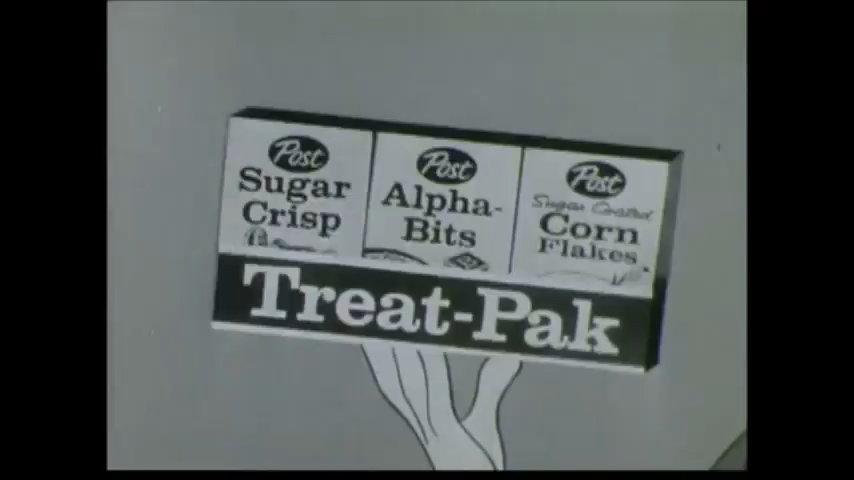 Post
Sugar
Crisp
Post
Alpha-
Bits
Post
Sugar Coated
Corn
Flakes
Treat-Pak